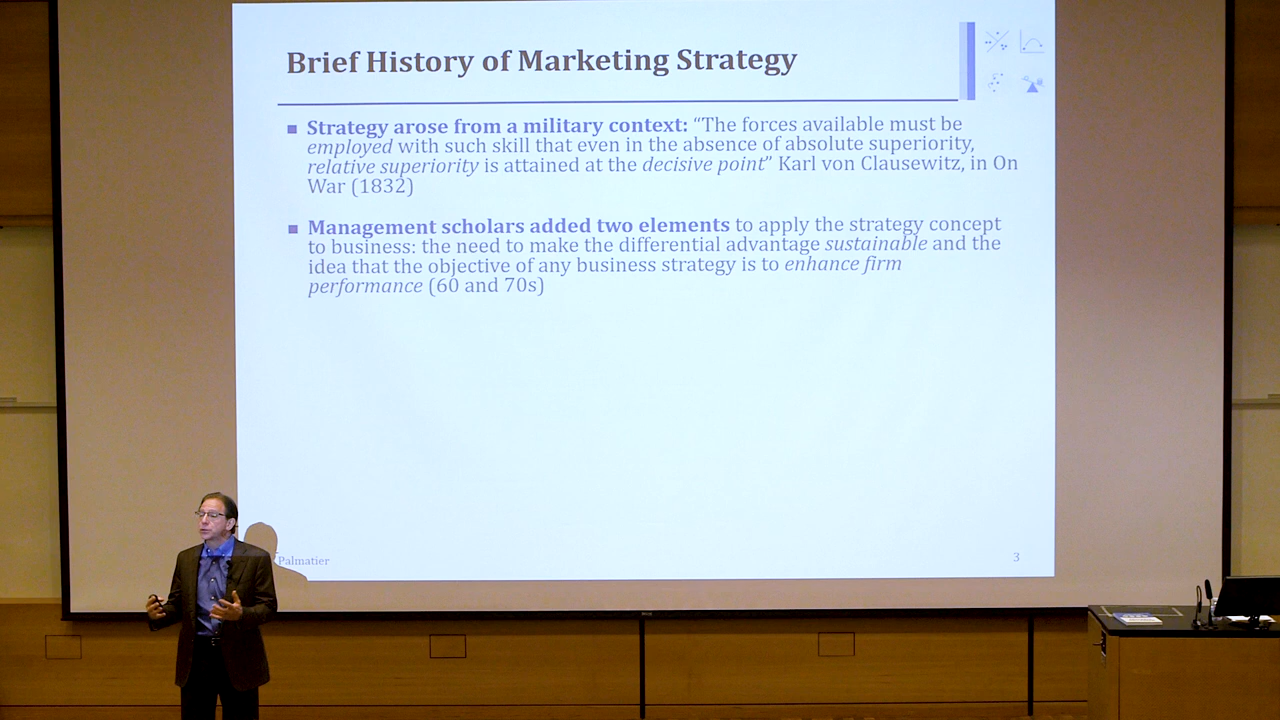 Brief History of Marketing Strategy
■ Strategy arose from a military context: “The forces available must be
employed with such skill that even in the absence of absolute superiority,
relative superiority is attained at the decisive point” Karl von Clausewitz, in On
War (1832)
■ Management scholars added two elements to apply the strategy concept
to business: the need to make the differential advantage sustainable and the
idea that the objective of any business strategy is to enhance firm
performance (60 and 70s)
Palmatier
3